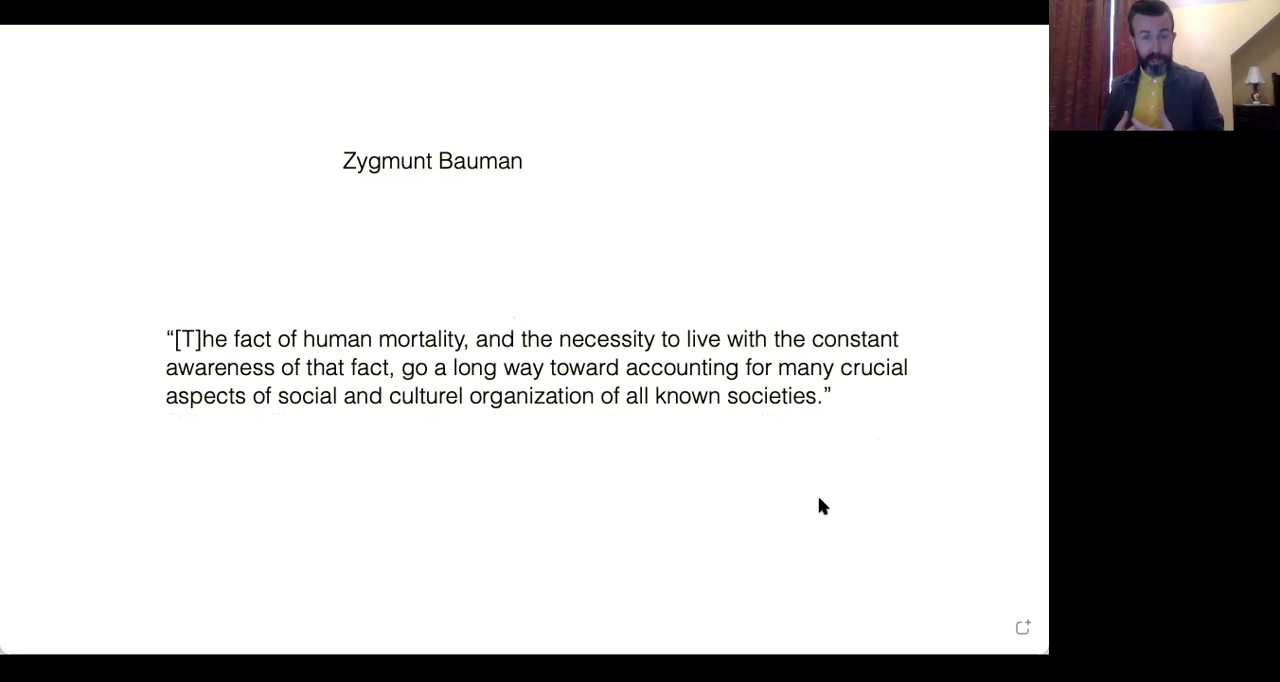 Zygmunt Bauman
“[T]he fact of human mortality, and the necessity to live with the constant
awareness of that fact, go a long way toward accounting for many crucial
aspects of social and culturel organization of all known societies.”